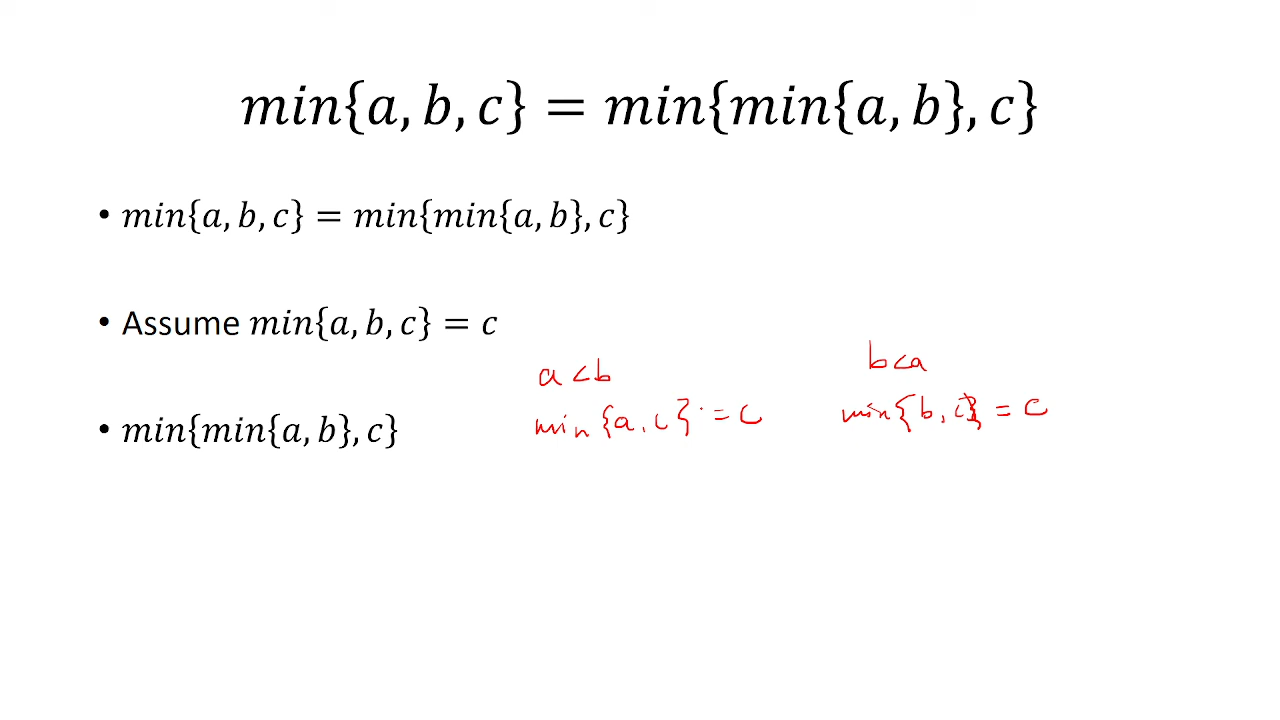 min{a, b, c} = min{min{a, b}, c}
• min{a, b, c} = min{min{a, b}, c}
• Assume min{a, b, c} = c
a < b
b < a
• min{min{a, b}, c}
min {a, c} = c
min{b, c} = c